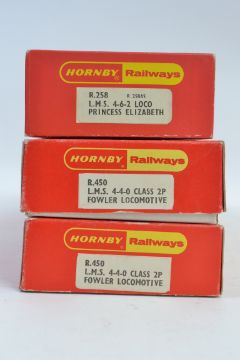 HORNBY Railways
R.258
L.M.S. 4-6-2 LOCO
PRINCESS ELIZABETH
HORNBY Railways
R.450
L.M.S. 4-4-0 CLASS 2P
FOWLER LOCOMOTIVE
HORNBY Railways
R.450
L.M.S. 4-4-0 CLASS 2P
FOWLER LOCOMOTIVE